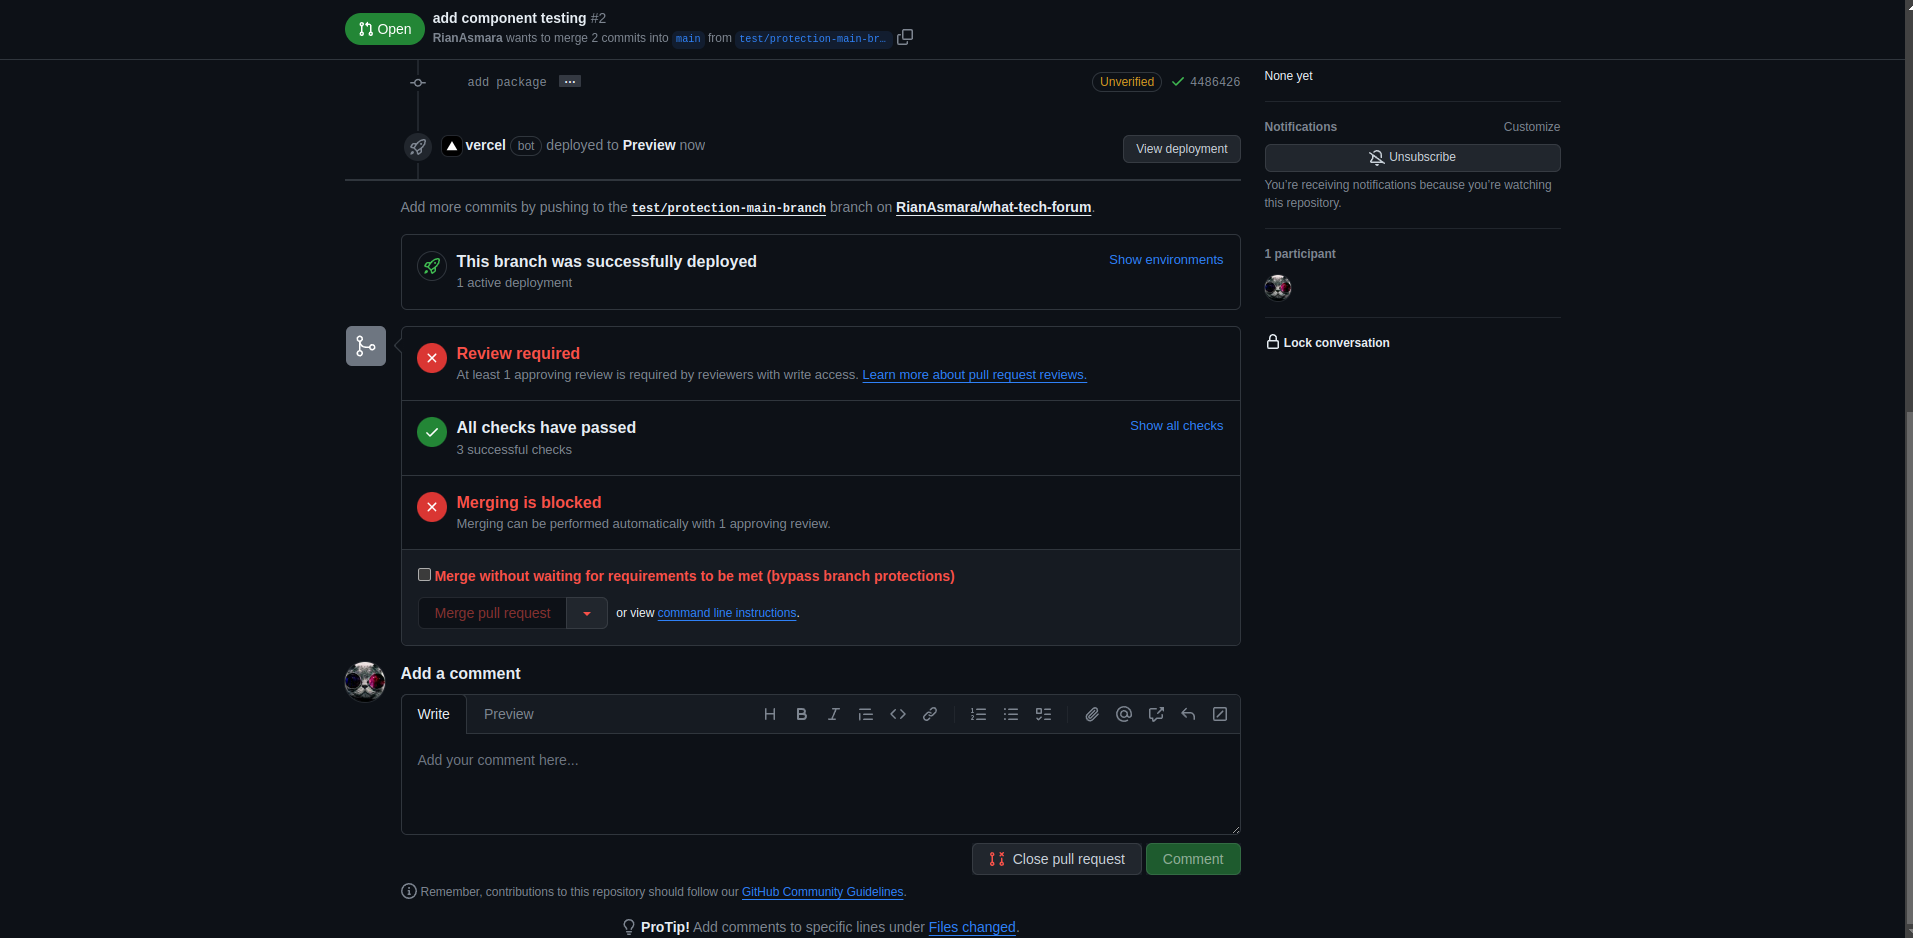 Open
add component testing #2
RianAsmara wants to merge 2 commits into main from test/protection-main-br…
add package …
Unverified 4486426
vercel bot deployed to Preview now
View deployment
Add more commits by pushing to the test/protection-main-branch branch on RianAsmara/what-tech-forum.
This branch was successfully deployed
1 active deployment
Show environments
Review required
At least 1 approving review is required by reviewers with write access. Learn more about pull request reviews.
All checks have passed
3 successful checks
Show all checks
Merging is blocked
Merging can be performed automatically with 1 approving review.
Merge without waiting for requirements to be met (bypass branch protections)
Merge pull request or view command line instructions.
Add a comment
Write Preview
Add your comment here...
Close pull request Comment
Remember, contributions to this repository should follow our GitHub Community Guidelines.
ProTip! Add comments to specific lines under Files changed.
None yet
Notifications Customize
Unsubscribe
You're receiving notifications because you're watching
this repository.
1 participant
Lock conversation